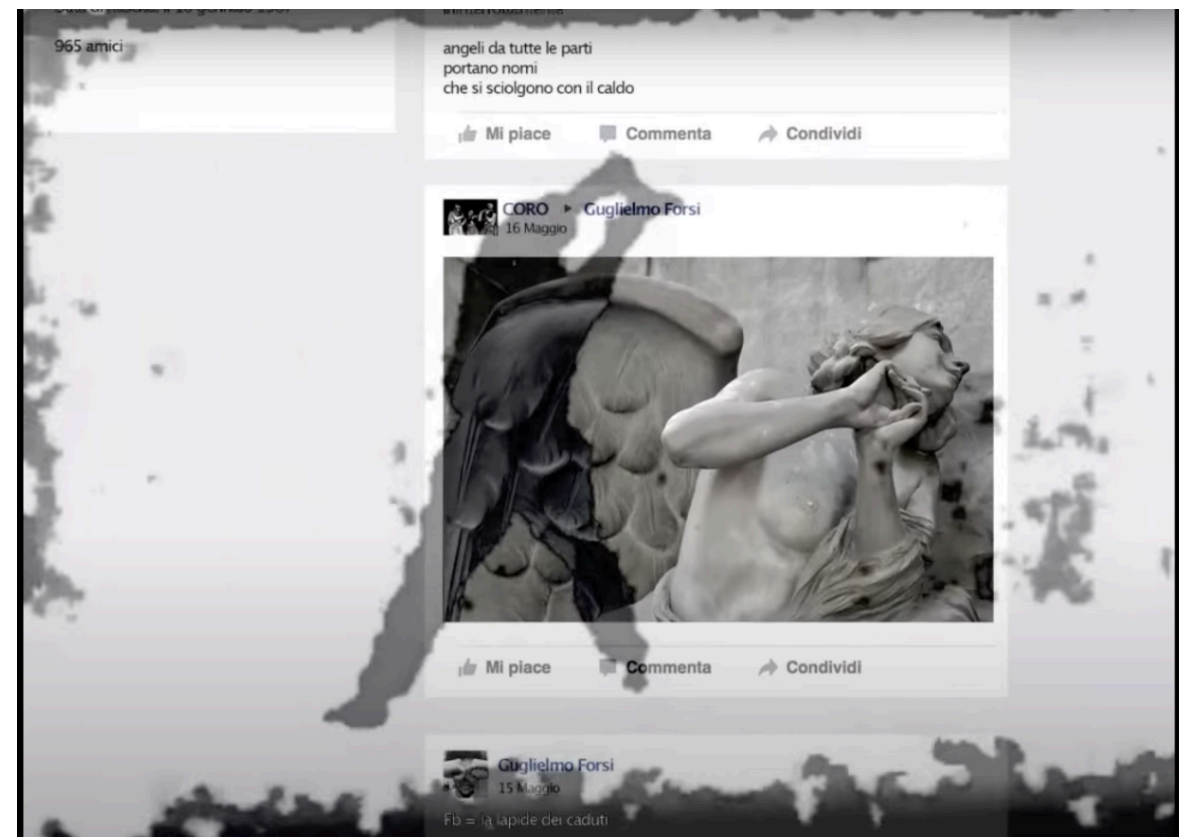 965 amici
angeli da tutte le parti
portano nomi
che si sciolgono con il caldo
Mi piace Commenta Condividi
CORO ▸ Guglielmo Forsi
16 Maggio
Mi piace Commenta Condividi
Guglielmo Forsi
15 Maggio
Fb = la lapide dei caduti